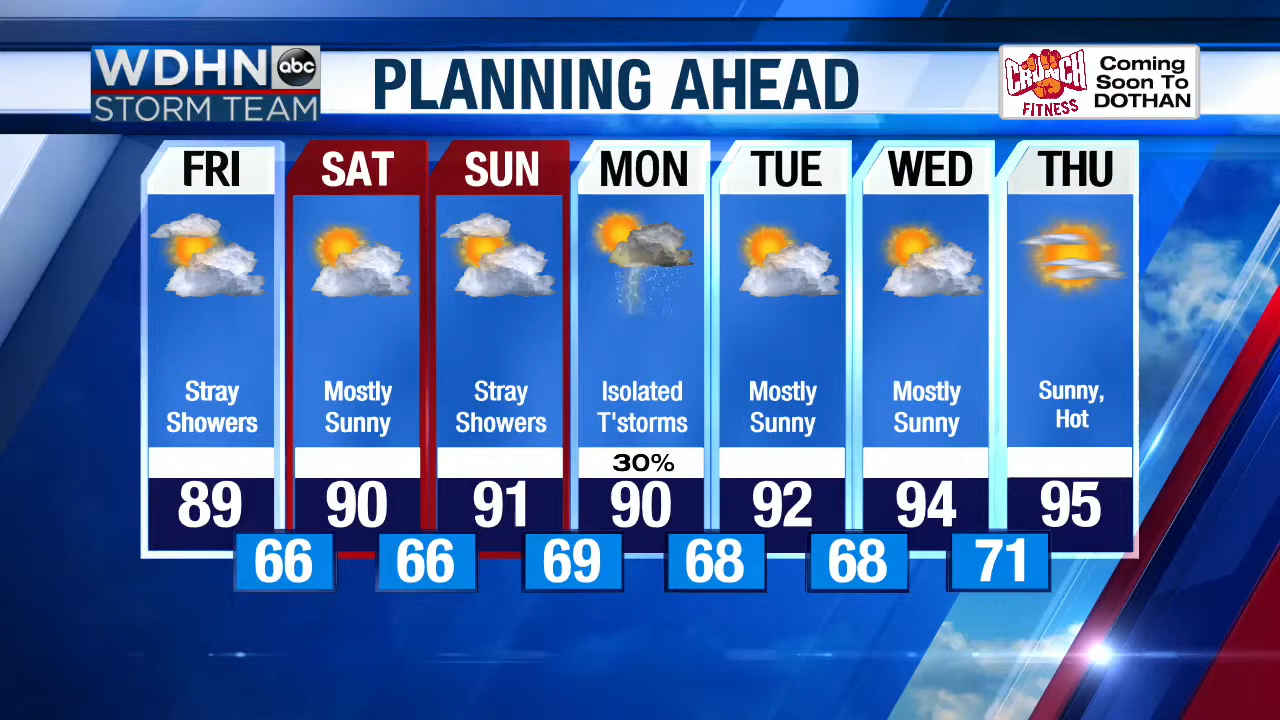 WDHN abc
STORM TEAM
PLANNING AHEAD
CRUNCH
FITNESS
Coming
Soon To
DOTHAN
FRI
Stray
Showers
89
SAT
Mostly
Sunny
90
SUN
Stray
Showers
91
MON
Isolated
T'storms
30%
90
TUE
Mostly
Sunny
92
WED
Mostly
Sunny
94
THU
Sunny,
Hot
95
66
66
69
68
68
71